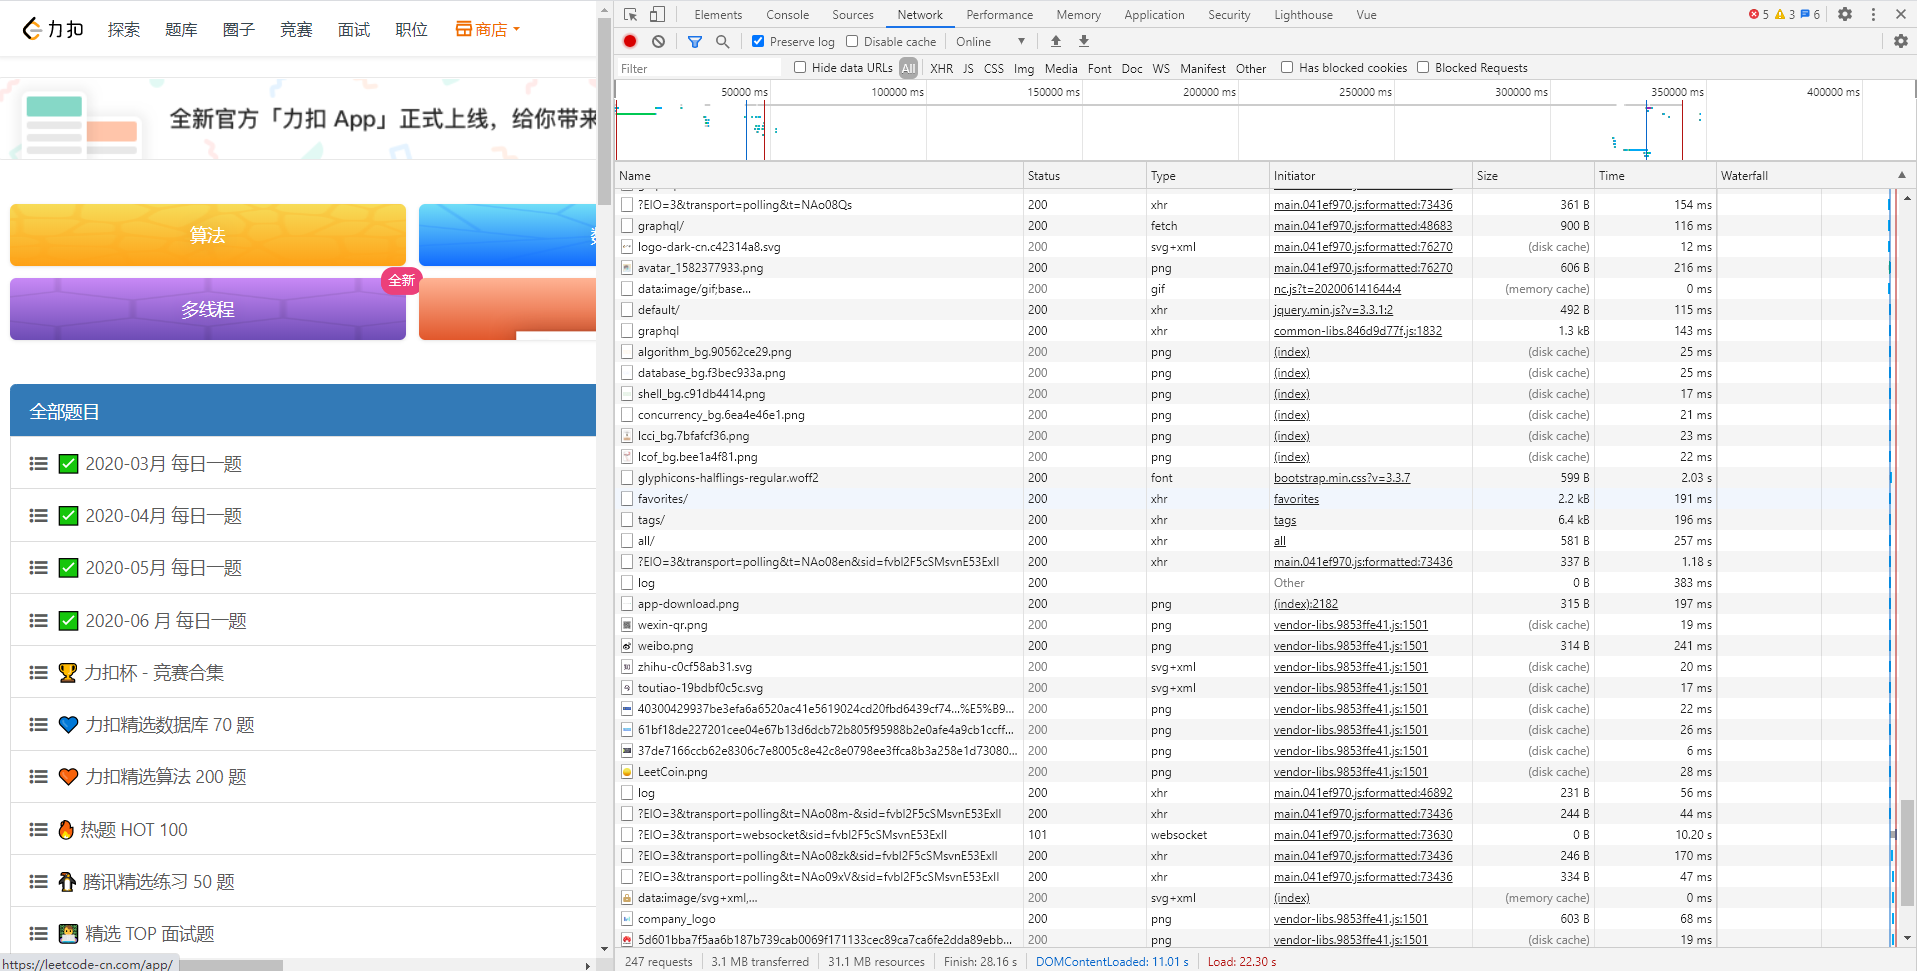 力扣 探索 题库 圈子 竞赛 面试 职位 商店
全新官方「力扣 App」正式上线，给你带来
算法
多线程
全新
全部题目
2020-03月 每日一题
2020-04月 每日一题
2020-05月 每日一题
2020-06 月 每日一题
力扣杯 - 竞赛合集
力扣精选数据库 70 题
力扣精选算法 200 题
热题 HOT 100
腾讯精选练习 50 题
精选 TOP 面试题
https://leetcode-cn.com/app/
Elements Console Sources Network Performance Memory Application Security Lighthouse Vue 5 3 6
Preserve log Disable cache Online
Filter Hide data URLs All XHR JS CSS Img Media Font Doc WS Manifest Other Has blocked cookies Blocked Requests
50000 ms 100000 ms 150000 ms 200000 ms 250000 ms 300000 ms 350000 ms 400000 ms
Name Status Type Initiator Size Time Waterfall
?EIO=3&transport=polling&t=NAo08Qs 200 xhr main.041ef970.js:formatted:73436 361 B 154 ms
graphql/ 200 fetch main.041ef970.js:formatted:48683 900 B 116 ms
logo-dark-cn.c42314a8.svg 200 svg+xml main.041ef970.js:formatted:76270 (disk cache) 12 ms
avatar_1582377933.png 200 png main.041ef970.js:formatted:76270 606 B 216 ms
data:image/gif;base... 200 gif nc.js?t=202006141644:4 (memory cache) 0 ms
default/ 200 xhr jquery.min.js?v=3.3.1:2 492 B 115 ms
graphql 200 xhr common-libs.846d9d77f.js:1832 1.3 kB 143 ms
algorithm_bg.90562ce29.png 200 png (index) (disk cache) 25 ms
database_bg.f3bec933a.png 200 png (index) (disk cache) 25 ms
shell_bg.c91db4414.png 200 png (index) (disk cache) 17 ms
concurrency_bg.6ea4e46e1.png 200 png (index) (disk cache) 21 ms
lcci_bg.7bfafcf36.png 200 png (index) (disk cache) 23 ms
lcof_bg.bee1a4f81.png 200 png (index) (disk cache) 22 ms
glyphicons-halflings-regular.woff2 200 font bootstrap.min.css?v=3.3.7 599 B 2.03 s
favorites/ 200 xhr favorites 2.2 kB 191 ms
tags/ 200 xhr tags 6.4 kB 196 ms
all/ 200 xhr all 581 B 257 ms
?EIO=3&transport=polling&t=NAo08en&sid=fvbI2F5cSMsvnE53ExII 200 xhr main.041ef970.js:formatted:73436 337 B 1.18 s
log 200 Other 0 B 383 ms
app-download.png 200 png (index):2182 315 B 197 ms
wexin-qr.png 200 png vendor-libs.9853ffe41.js:1501 (disk cache) 19 ms
weibo.png 200 png vendor-libs.9853ffe41.js:1501 314 B 241 ms
zhihu-c0cf58ab31.svg 200 svg+xml vendor-libs.9853ffe41.js:1501 (disk cache) 20 ms
toutiao-19bdbf0c5c.svg 200 svg+xml vendor-libs.9853ffe41.js:1501 (disk cache) 17 ms
40300429937be3efa6a6520ac41e5619024cd20fbd6439cf74...%E5%B9... 200 png vendor-libs.9853ffe41.js:1501 (disk cache) 22 ms
61bf18de227201cee04e67b13d6dcb72b805f95988b2e0afe4a9cb1ccff... 200 png vendor-libs.9853ffe41.js:1501 (disk cache) 26 ms
37de7166ccb62e8306c7e8005c8e42c8e0798ee3ffca8b3a258e1d73080... 200 png vendor-libs.9853ffe41.js:1501 (disk cache) 6 ms
LeetCoin.png 200 png vendor-libs.9853ffe41.js:1501 (disk cache) 28 ms
log 200 xhr main.041ef970.js:formatted:46892 231 B 56 ms
?EIO=3&transport=polling&t=NAo08m-&sid=fvbI2F5cSMsvnE53ExII 200 xhr main.041ef970.js:formatted:73436 244 B 44 ms
?EIO=3&transport=websocket&sid=fvbI2F5cSMsvnE53ExII 101 websocket main.041ef970.js:formatted:73630 0 B 10.20 s
?EIO=3&transport=polling&t=NAo08zk&sid=fvbI2F5cSMsvnE53ExII 200 xhr main.041ef970.js:formatted:73436 246 B 170 ms
?EIO=3&transport=polling&t=NAo09xV&sid=fvbI2F5cSMsvnE53ExII 200 xhr main.041ef970.js:formatted:73436 334 B 47 ms
data:image/svg+xml,... 200 svg+xml (index) (memory cache) 0 ms
company_logo 200 png vendor-libs.9853ffe41.js:1501 603 B 68 ms
5d601bba7f5aa6b187b739cab0069f171133cec89ca7ca6fe2dda89ebb... 200 png vendor-libs.9853ffe41.js:1501 (disk cache) 19 ms
247 requests 3.1 MB transferred 31.1 MB resources Finish: 28.16 s DOMContentLoaded: 11.01 s Load: 22.30 s